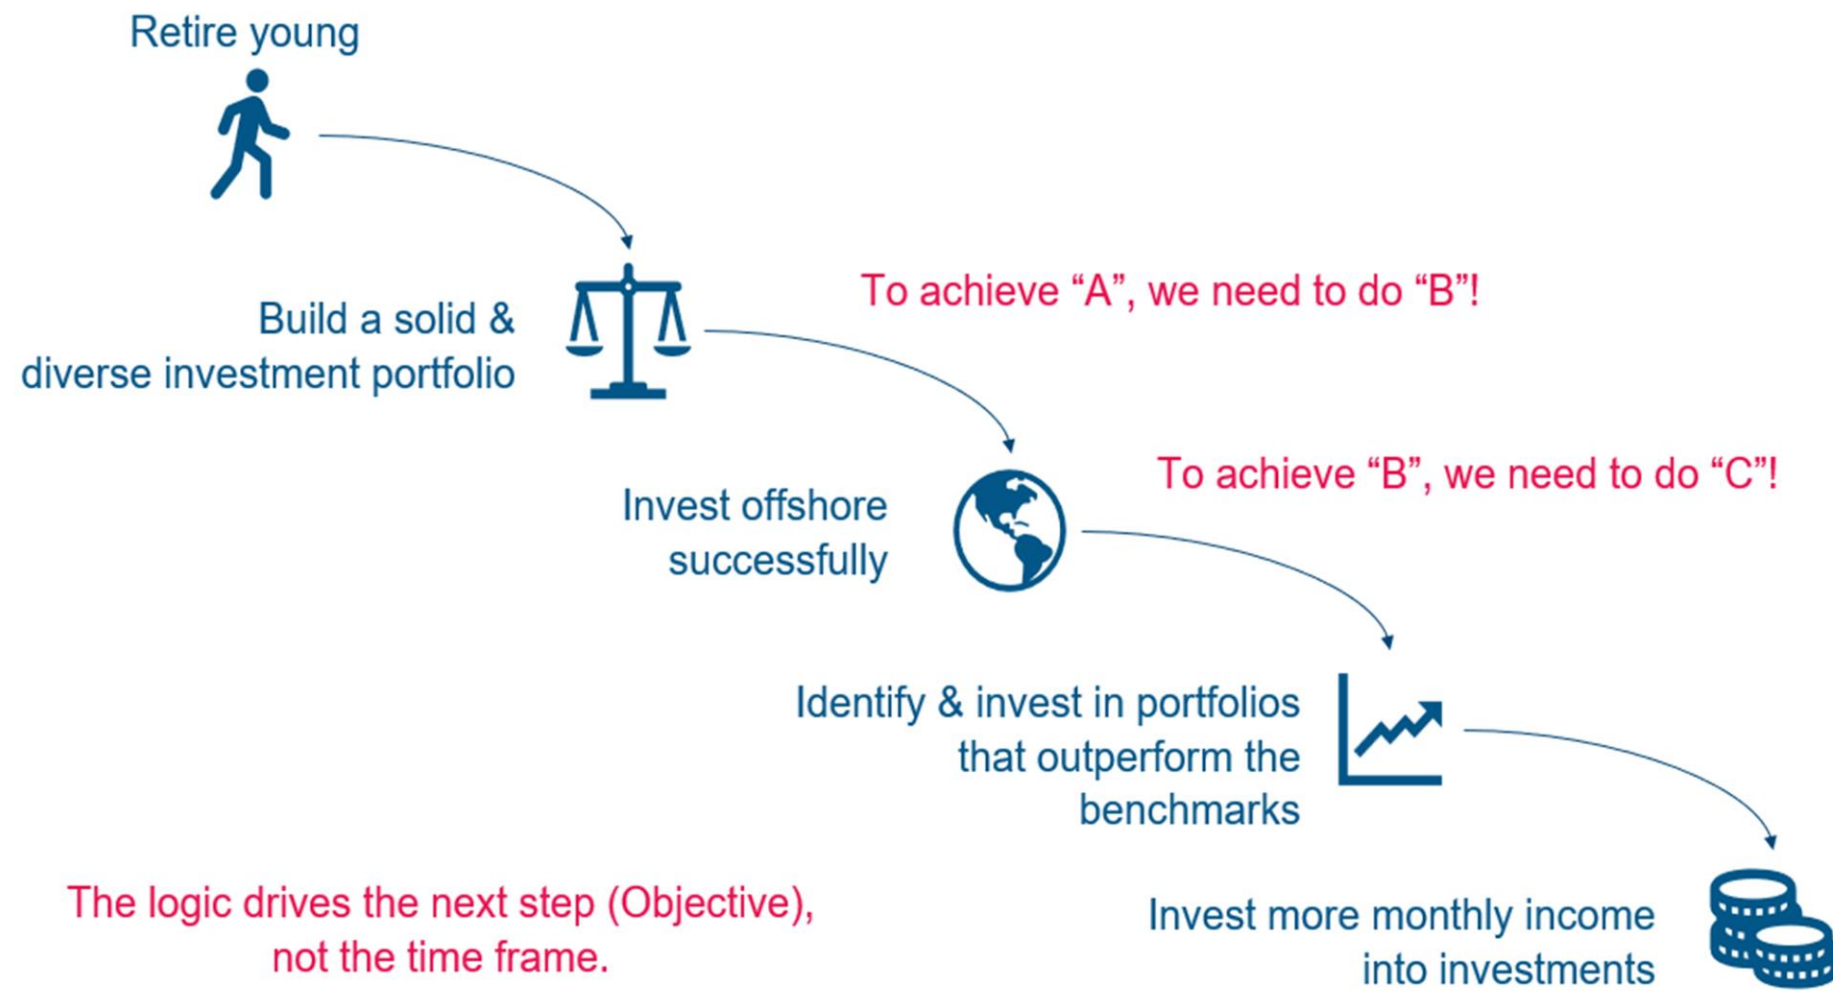 Retire young
Build a solid &
diverse investment portfolio
To achieve “A”, we need to do “B”!
Invest offshore
successfully
To achieve “B”, we need to do “C”!
Identify & invest in portfolios
that outperform the
benchmarks
The logic drives the next step (Objective),
not the time frame.
Invest more monthly income
into investments